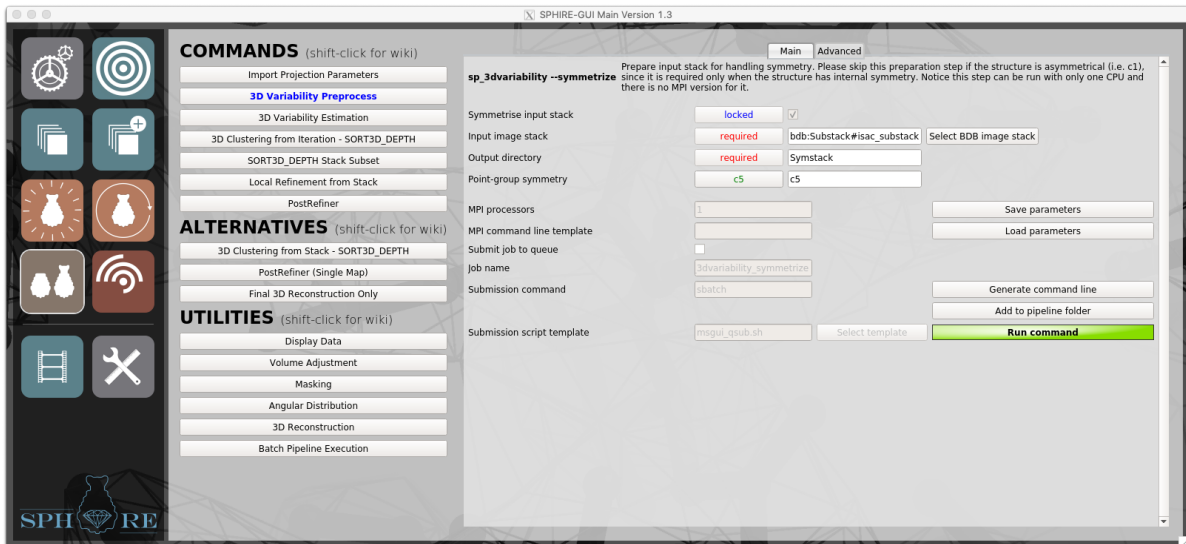 SPHIRE-GUI Main Version 1.3
COMMANDS (shift-click for wiki)
Import Projection Parameters
3D Variability Preprocess
3D Variability Estimation
3D Clustering from Iteration - SORT3D_DEPTH
SORT3D_DEPTH Stack Subset
Local Refinement from Stack
PostRefiner
ALTERNATIVES (shift-click for wiki)
3D Clustering from Stack - SORT3D_DEPTH
PostRefiner (Single Map)
Final 3D Reconstruction Only
UTILITIES (shift-click for wiki)
Display Data
Volume Adjustment
Masking
Angular Distribution
3D Reconstruction
Batch Pipeline Execution
SPHIRE
Main Advanced
Prepare input stack for handling symmetry. Please skip this preparation step if the structure is asymmetrical (i.e. c1),
sp_3dvariability --symmetrize since it is required only when the structure has internal symmetry. Notice this step can be run with only one CPU and
there is no MPI version for it.
Symmetrise input stack locked
Input image stack required bdb:Substack#isac_substack Select BDB image stack
Output directory required Symstack
Point-group symmetry c5 c5
MPI processors 1 Save parameters
MPI command line template Load parameters
Submit job to queue
Job name 3dvariability_symmetrize
Submission command sbatch Generate command line
Add to pipeline folder
Submission script template msgui_qsub.sh Select template Run command